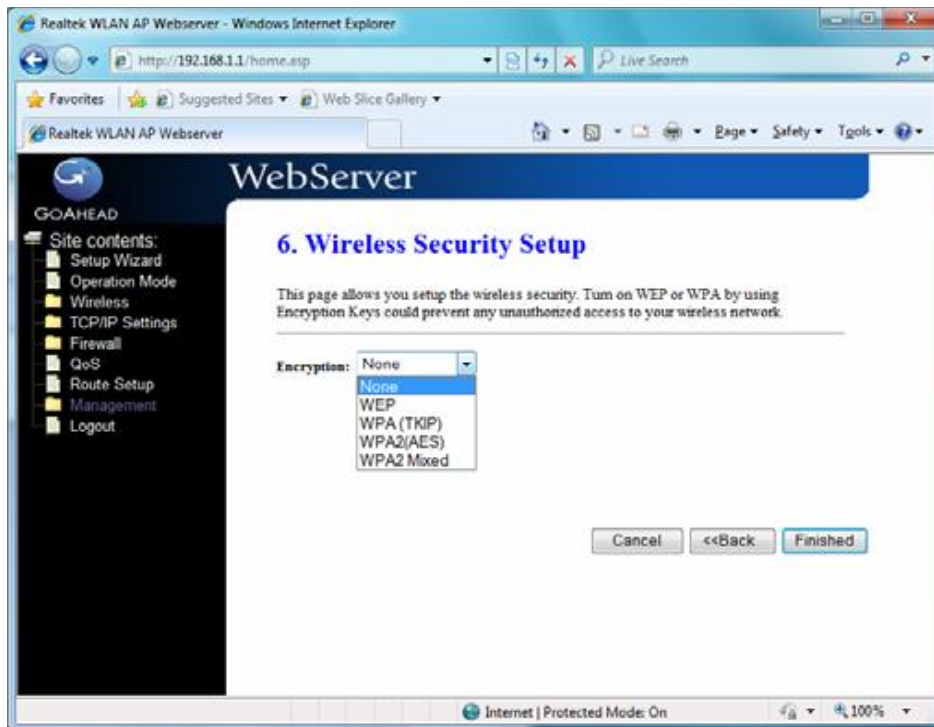 Realtek WLAN AP Webserver - Windows Internet Explorer
http://192.168.1.1/home.asp
Live Search
Favorites
Suggested Sites
Web Slice Gallery
Realtek WLAN AP Webserver
Page
Safety
Tools
GOAHEAD
WebServer
Site contents:
Setup Wizard
Operation Mode
Wireless
TCP/IP Settings
Firewall
QoS
Route Setup
Management
Logout
6. Wireless Security Setup
This page allows you setup the wireless security. Turn on WEP or WPA by using
Encryption Keys could prevent any unauthorized access to your wireless network.
Encryption: None
None
WEP
WPA (TKIP)
WPA2(AES)
WPA2 Mixed
Cancel
<<Back
Finished
Internet | Protected Mode: On
100%